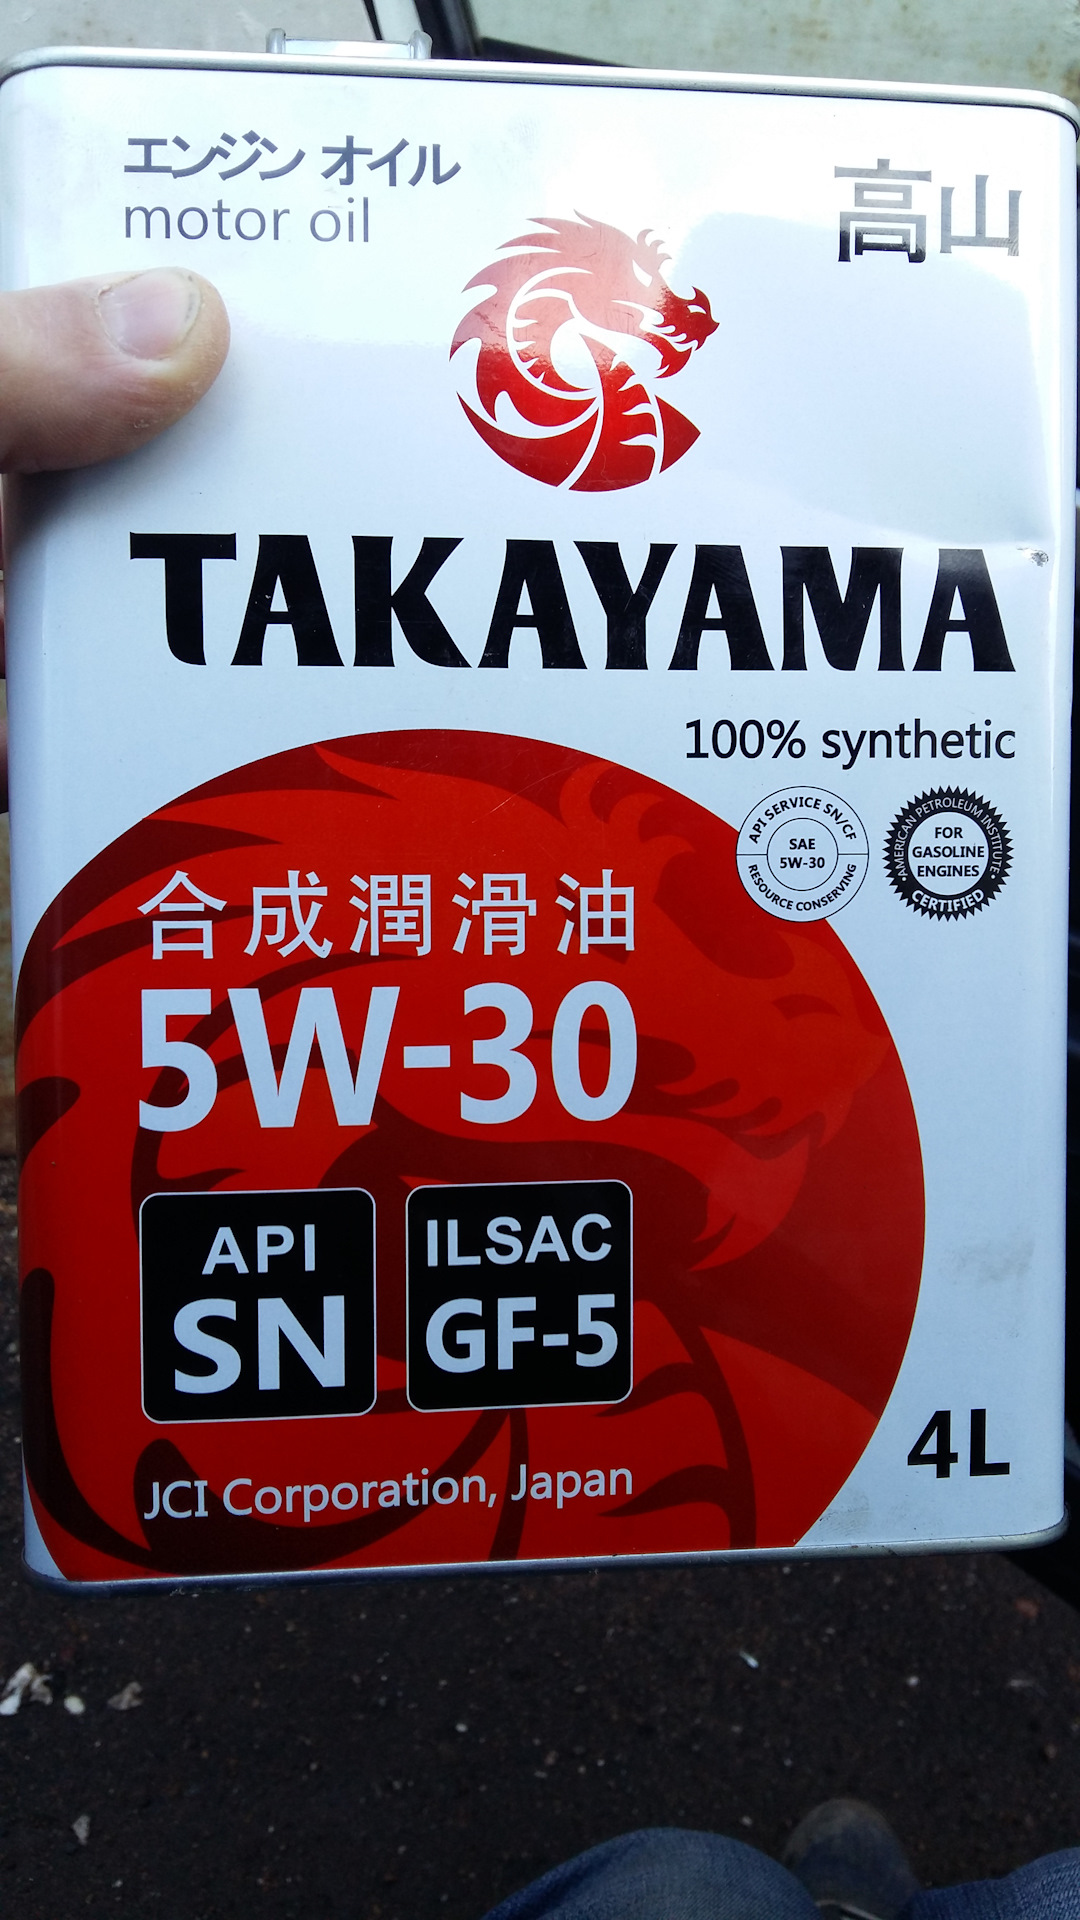 エンジン オイル
motor oil
高山
TAKAYAMA
100% synthetic
API SERVICE SN/CF
SAE
5W-30
RESOURCE CONSERVING
AMERICAN PETROLEUM INSTITUTE
FOR
GASOLINE
ENGINES
CERTIFIED
合成潤滑油
5W-30
API
SN
ILSAC
GF-5
4L
JCI Corporation, Japan